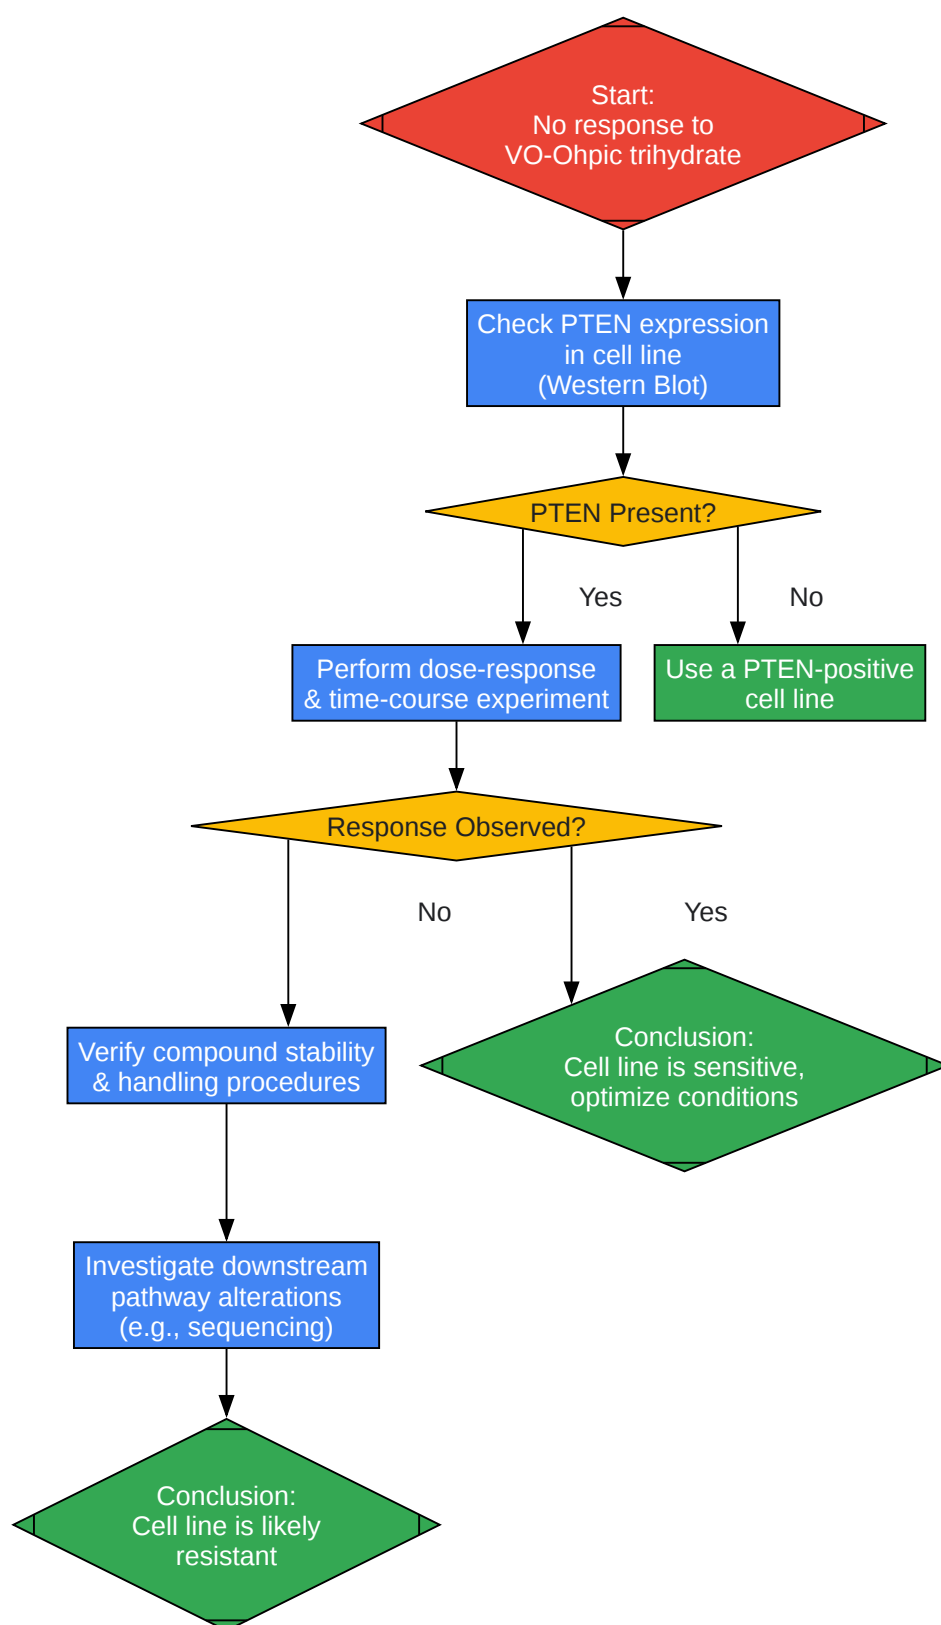 Start:
No response to
VO-Ohpic trihydrate
Check PTEN expression
in cell line
(Western Blot)
PTEN Present?
Yes
No
Perform dose-response
& time-course experiment
Use a PTEN-positive
cell line
Response Observed?
No
Yes
Verify compound stability
& handling procedures
Conclusion:
Cell line is sensitive,
optimize conditions
Investigate downstream
pathway alterations
(e.g., sequencing)
Conclusion:
Cell line is likely
resistant